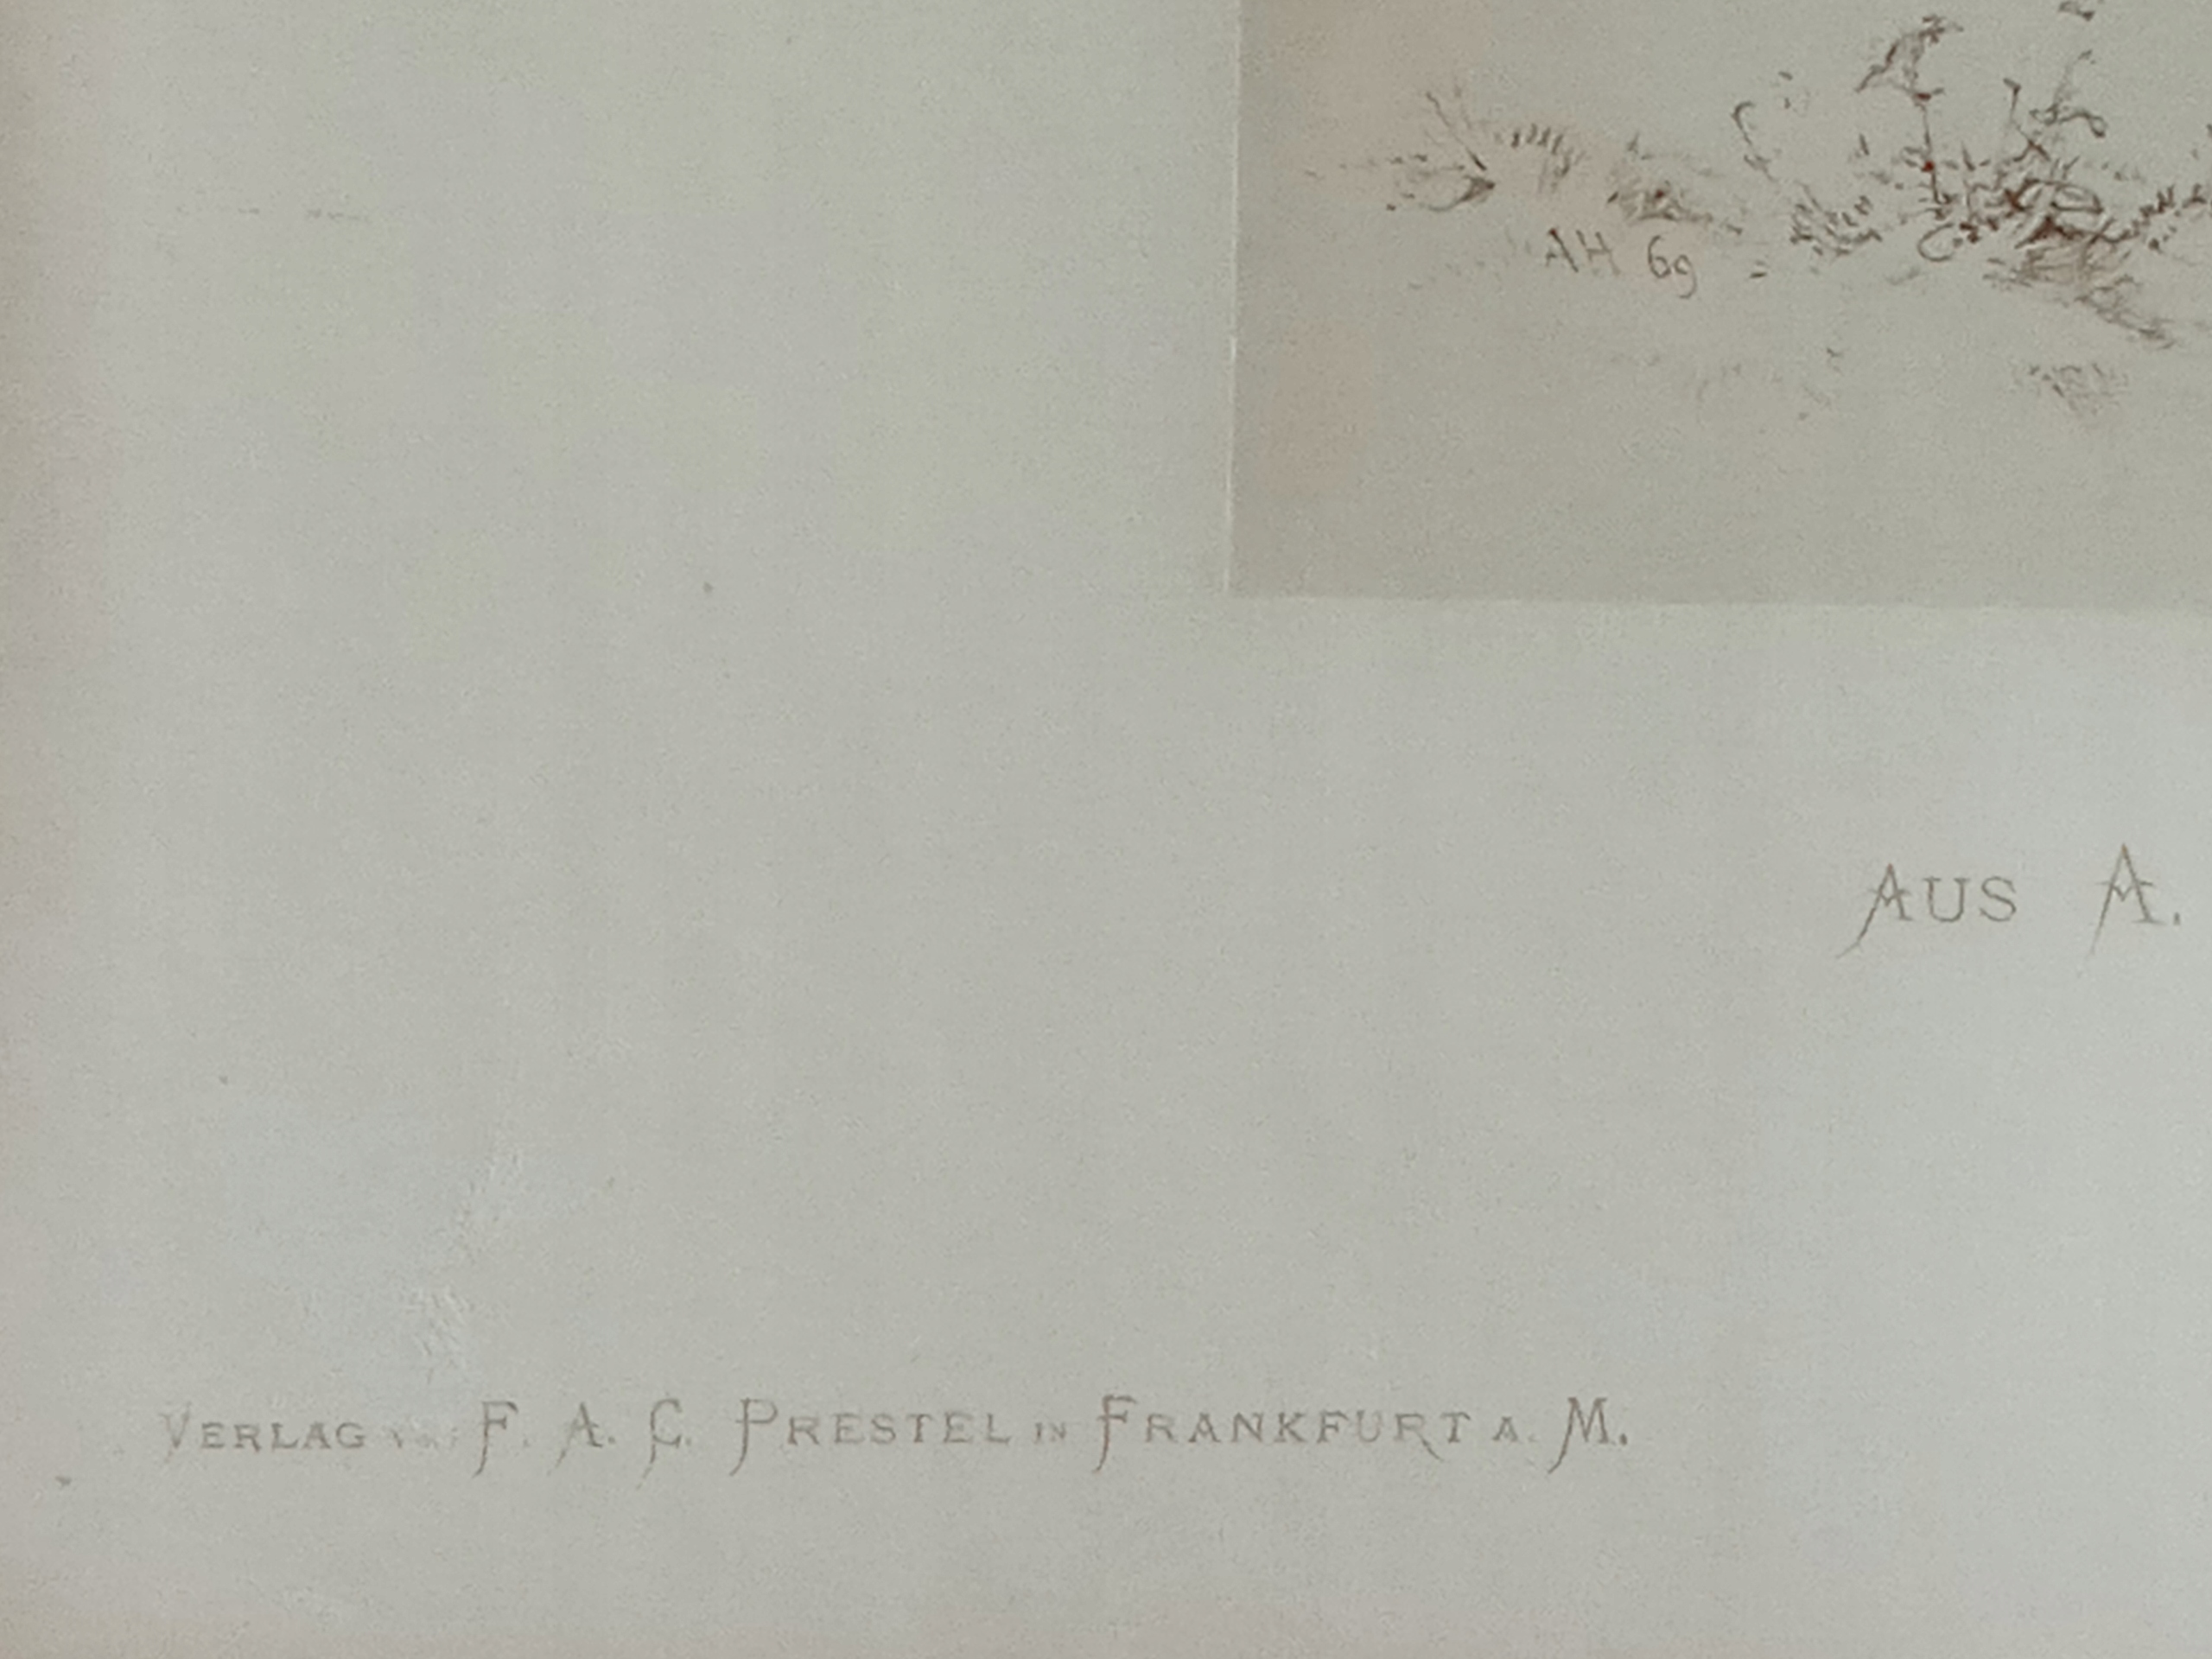 AH 69
AUS A.
VERLAG F. A. C. PRESTEL IN FRANKFURT A. M.